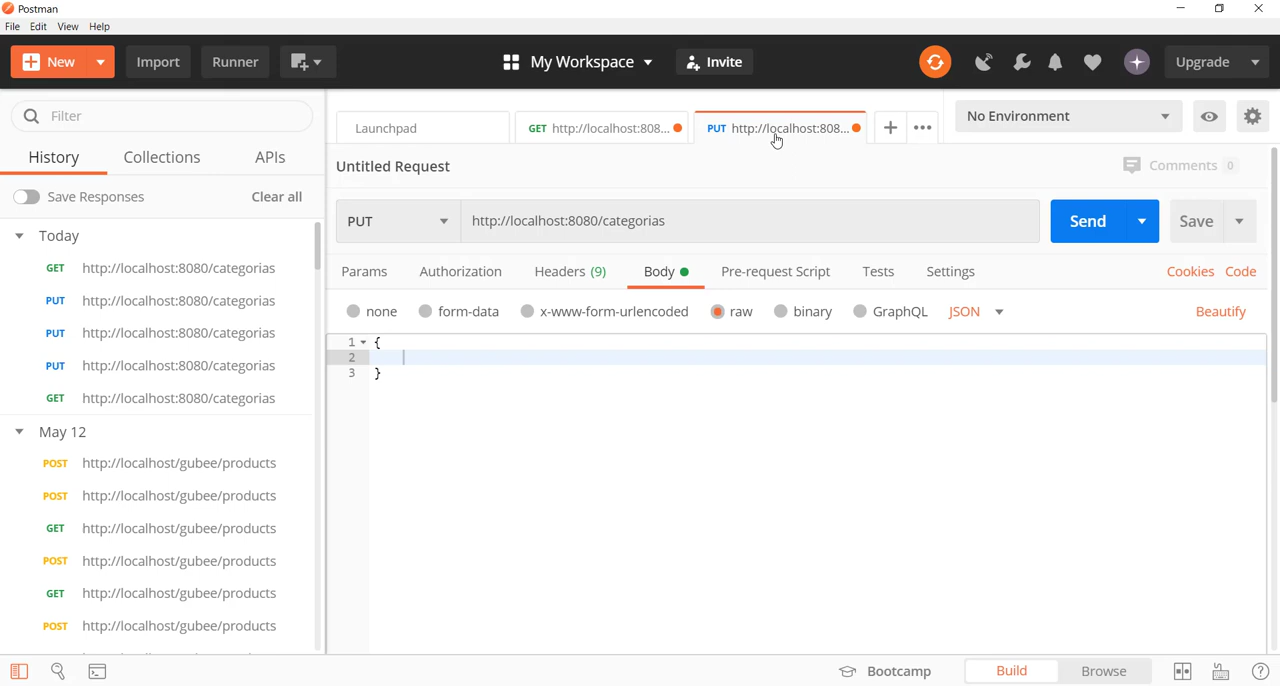 Postman
File Edit View Help
New Import Runner My Workspace Invite Upgrade
Filter
History Collections APIs
Save Responses Clear all
Today
GET http://localhost:8080/categorias
PUT http://localhost:8080/categorias
PUT http://localhost:8080/categorias
PUT http://localhost:8080/categorias
GET http://localhost:8080/categorias
May 12
POST http://localhost/gubee/products
POST http://localhost/gubee/products
GET http://localhost/gubee/products
POST http://localhost/gubee/products
GET http://localhost/gubee/products
POST http://localhost/gubee/products
Launchpad GET http://localhost:808... PUT http://localhost:808... No Environment
Untitled Request Comments 0
PUT http://localhost:8080/categorias Send Save
Params Authorization Headers (9) Body Pre-request Script Tests Settings Cookies Code
none form-data x-www-form-urlencoded raw binary GraphQL JSON Beautify
1 {
2
3 }
Bootcamp Build Browse